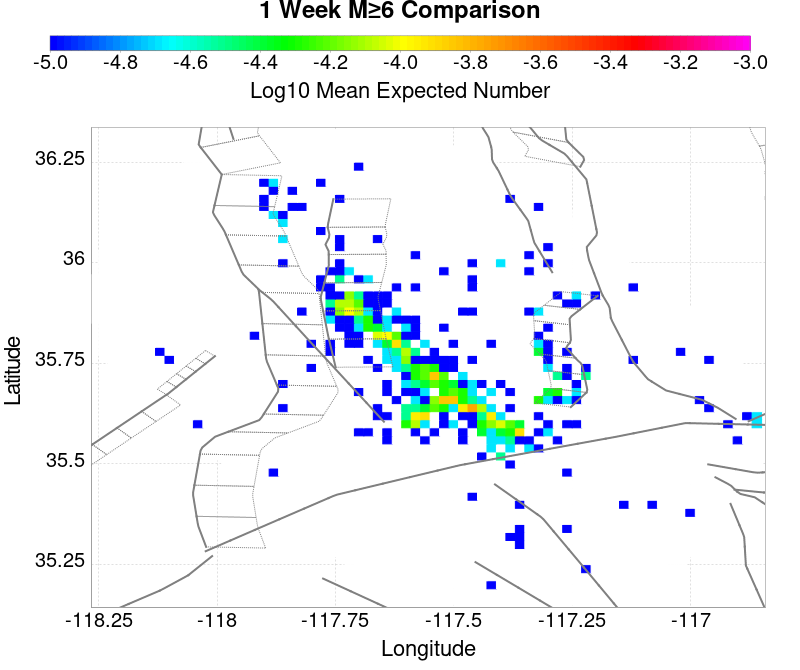 1 Week M≥6 Comparison
-5.0 -4.8 -4.6 -4.4 -4.2 -4.0 -3.8 -3.6 -3.4 -3.2 -3.0
Log10 Mean Expected Number
36.25
36
35.75
35.5
35.25
Latitude
-118.25 -118 -117.75 -117.5 -117.25 -117
Longitude